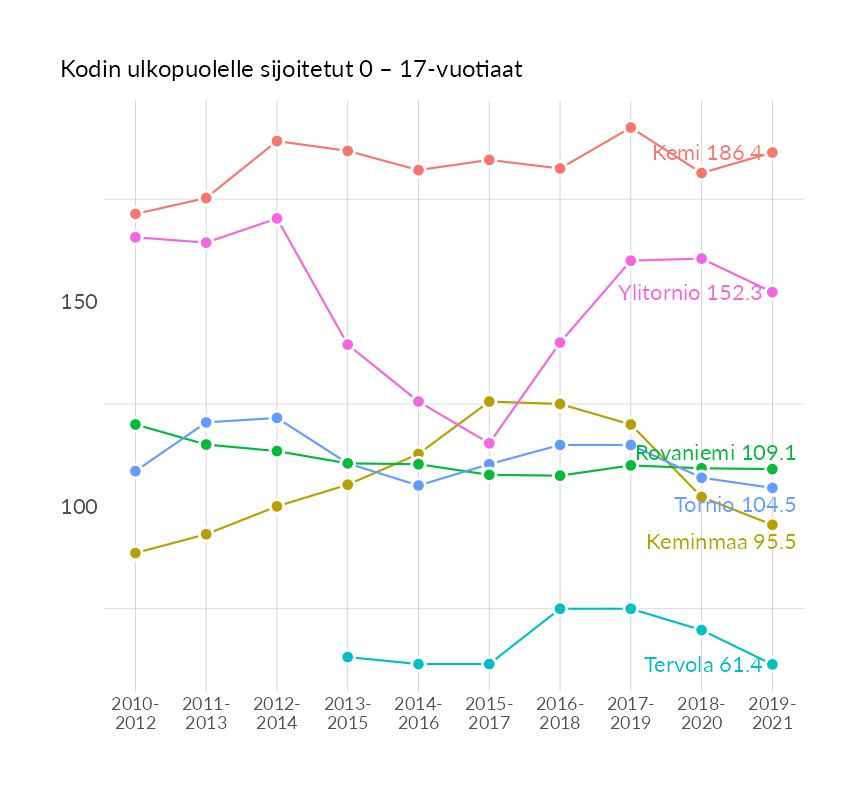 Kodin ulkopuolelle sijoitetut 0 – 17-vuotiaat
Kemi 186.4
Ylitornio 152.3
150
Rovaniemi 109.1
Tornio 104.5
100
Keminmaa 95.5
Tervola 61.4
2010- 2011- 2012- 2013- 2014- 2015- 2016- 2017- 2018- 2019-
2012 2013 2014 2015 2016 2017 2018 2019 2020 2021